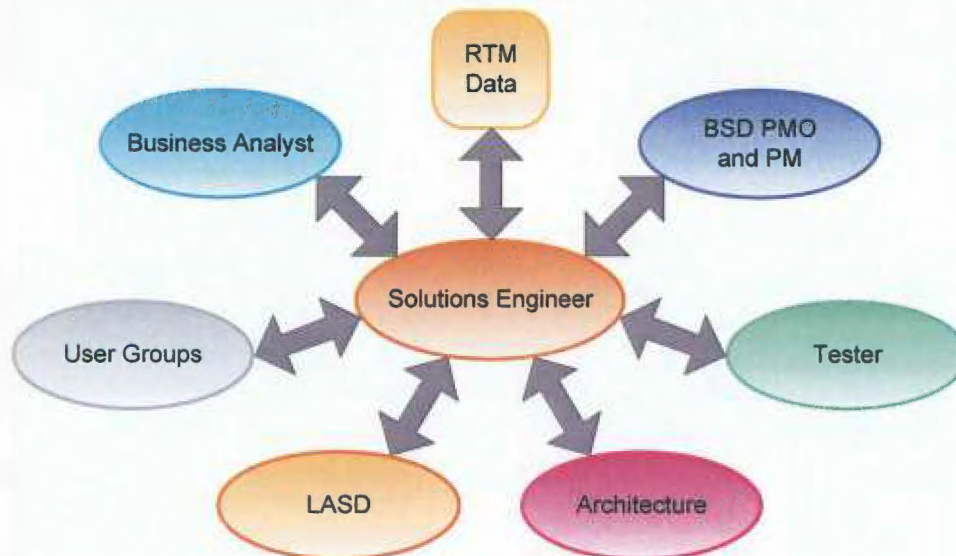 RTM
Data
Business Analyst
BSD PMO
and PM
Solutions Engineer
User Groups
Tester
LASD
Architecture